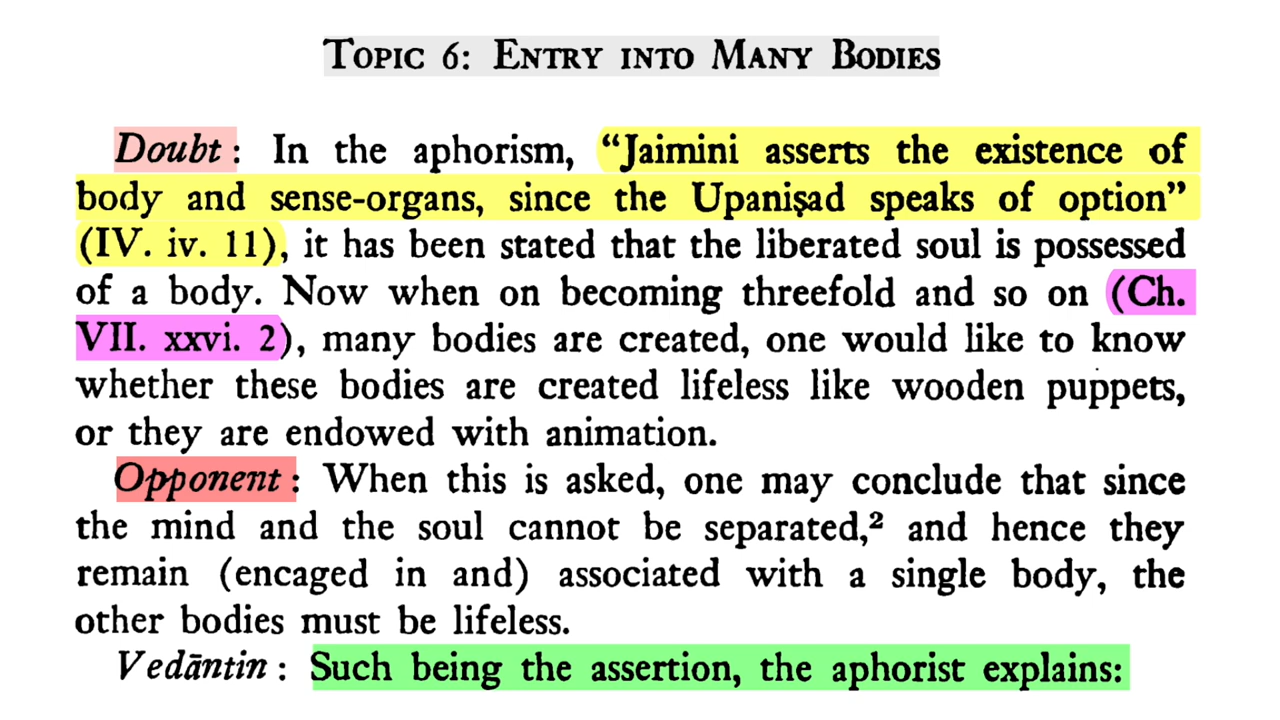 TOPIC 6: ENTRY INTO MANY BODIES
Doubt: In the aphorism, “Jaimini asserts the existence of
body and sense-organs, since the Upaniṣad speaks of option”
(IV. iv. 11), it has been stated that the liberated soul is possessed
of a body. Now when on becoming threefold and so on (Ch.
VII. xxvi. 2), many bodies are created, one would like to know
whether these bodies are created lifeless like wooden puppets,
or they are endowed with animation.
Opponent: When this is asked, one may conclude that since
the mind and the soul cannot be separated,² and hence they
remain (encaged in and) associated with a single body, the
other bodies must be lifeless.
Vedāntin: Such being the assertion, the aphorist explains: